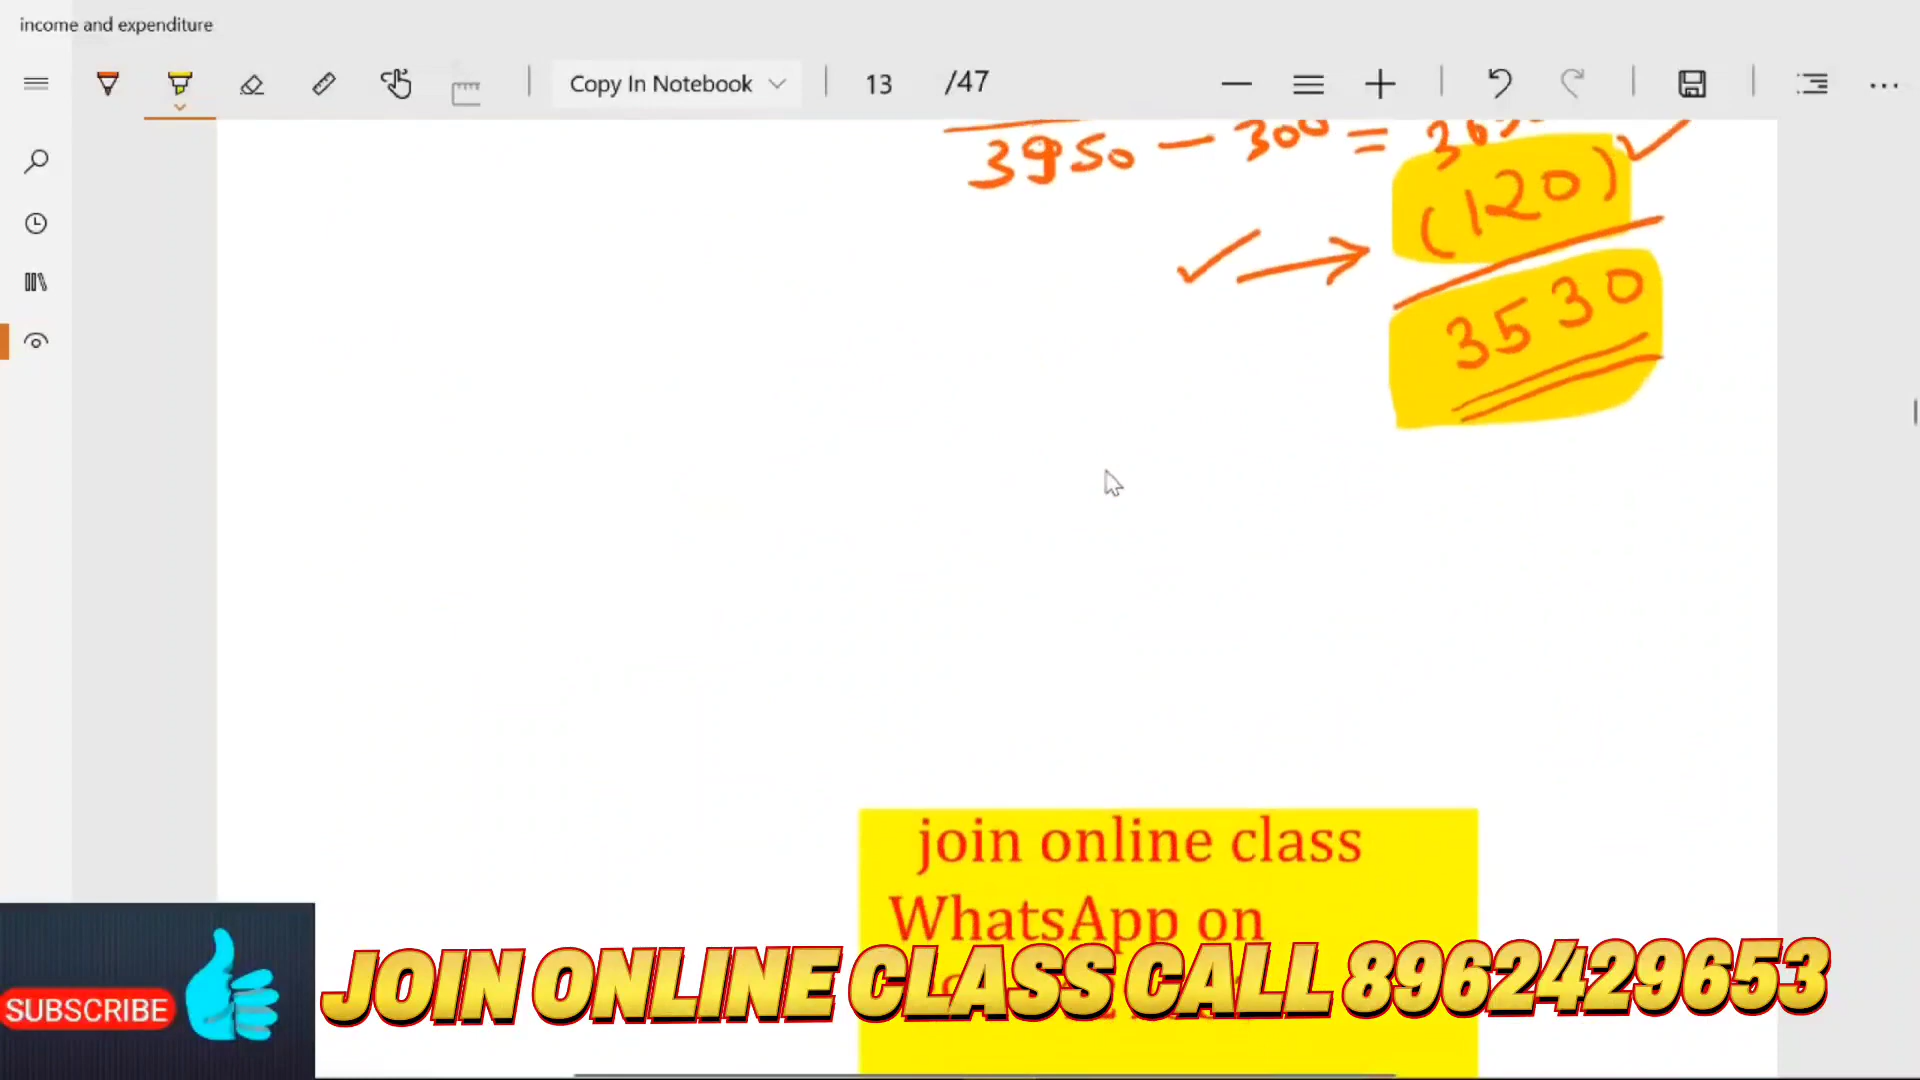 income and expenditure
Copy In Notebook
13 /47
3950 - 300 =
(120)
3530
join online class
WhatsApp on
SUBSCRIBE
JOIN ONLINE CLASS CALL 8962429653